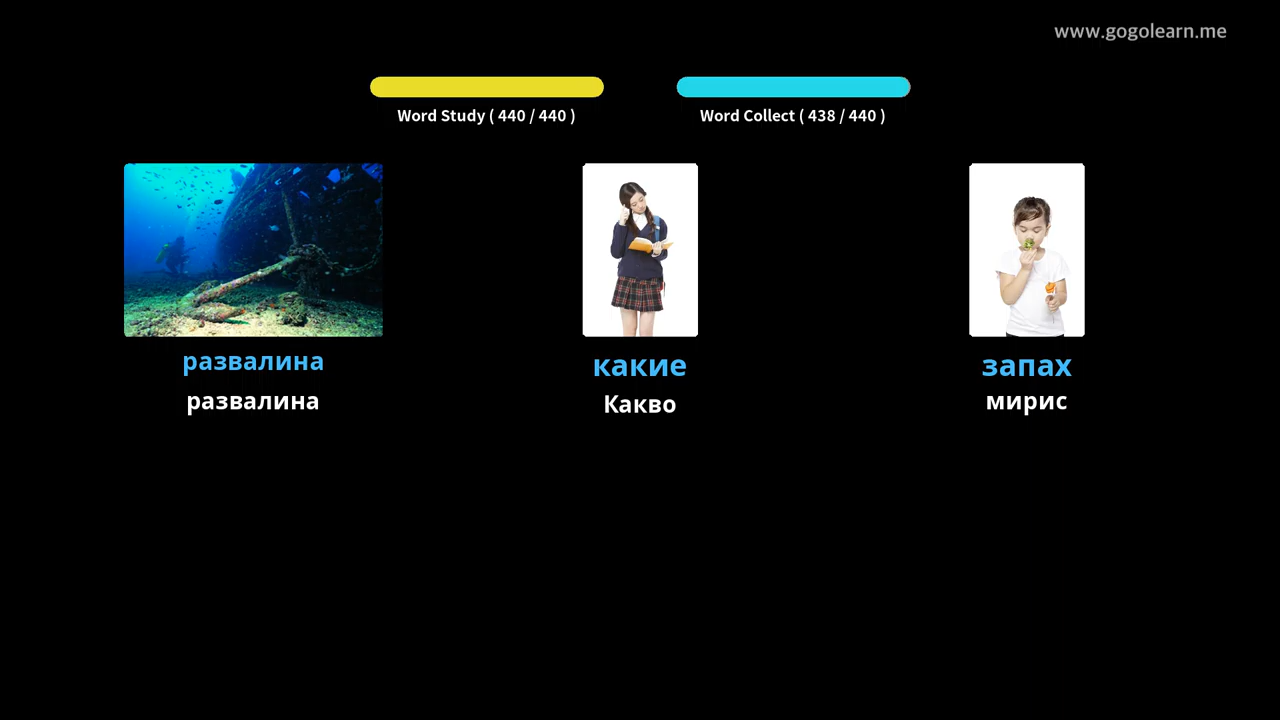 www.gogolearn.me
Word Study ( 440 / 440 )
Word Collect ( 438 / 440 )
развалина
развалина
какие
Какво
запах
мирис